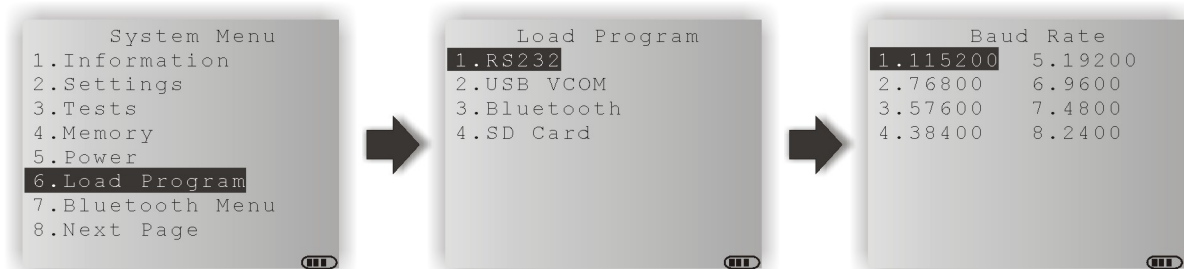 System Menu
1.Information
2.Settings
3.Tests
4.Memory
5.Power
6.Load Program
7.Bluetooth Menu
8.Next Page
Load Program
1.RS232
2.USB VCOM
3.Bluetooth
4.SD Card
Baud Rate
1.115200 5.19200
2.76800 6.9600
3.57600 7.4800
4.38400 8.2400